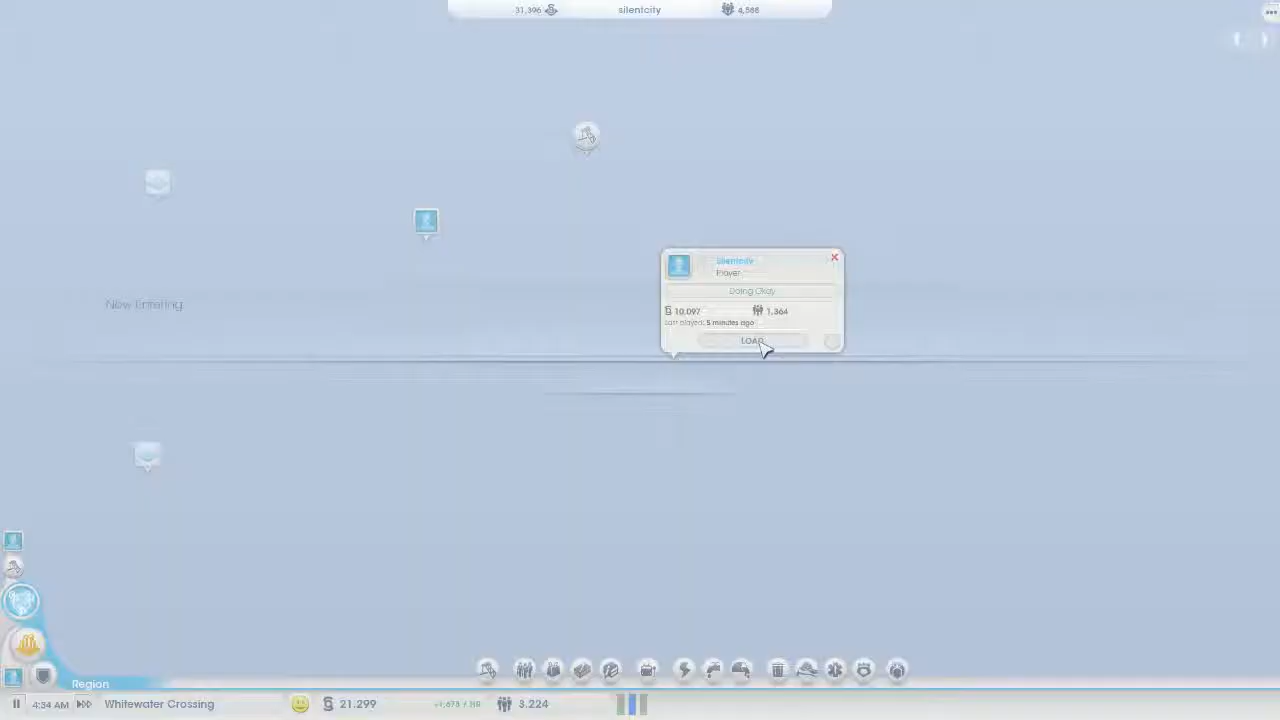 31,396 silentcity 4,588
silentcity
Player
Doing Okay
10,097 1,364
Last played: 5 minutes ago
LOAD
Now Entering
Region
4:34 AM Whitewater Crossing 21,299 3,224